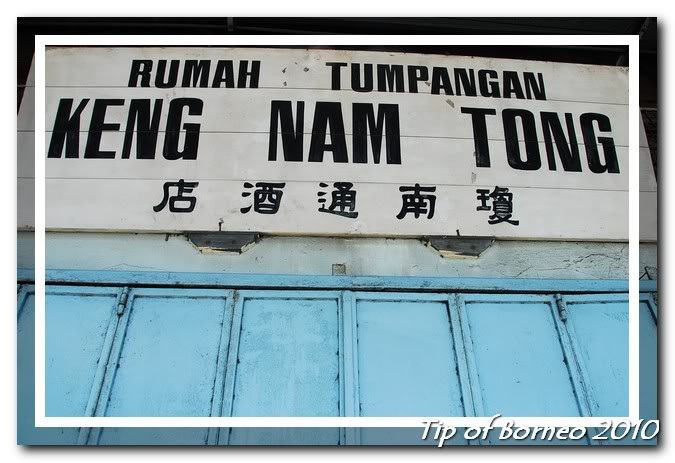 RUMAH TUMPANGAN
KENG NAM TONG
瓊南通酒店
Tip of Borneo 2010